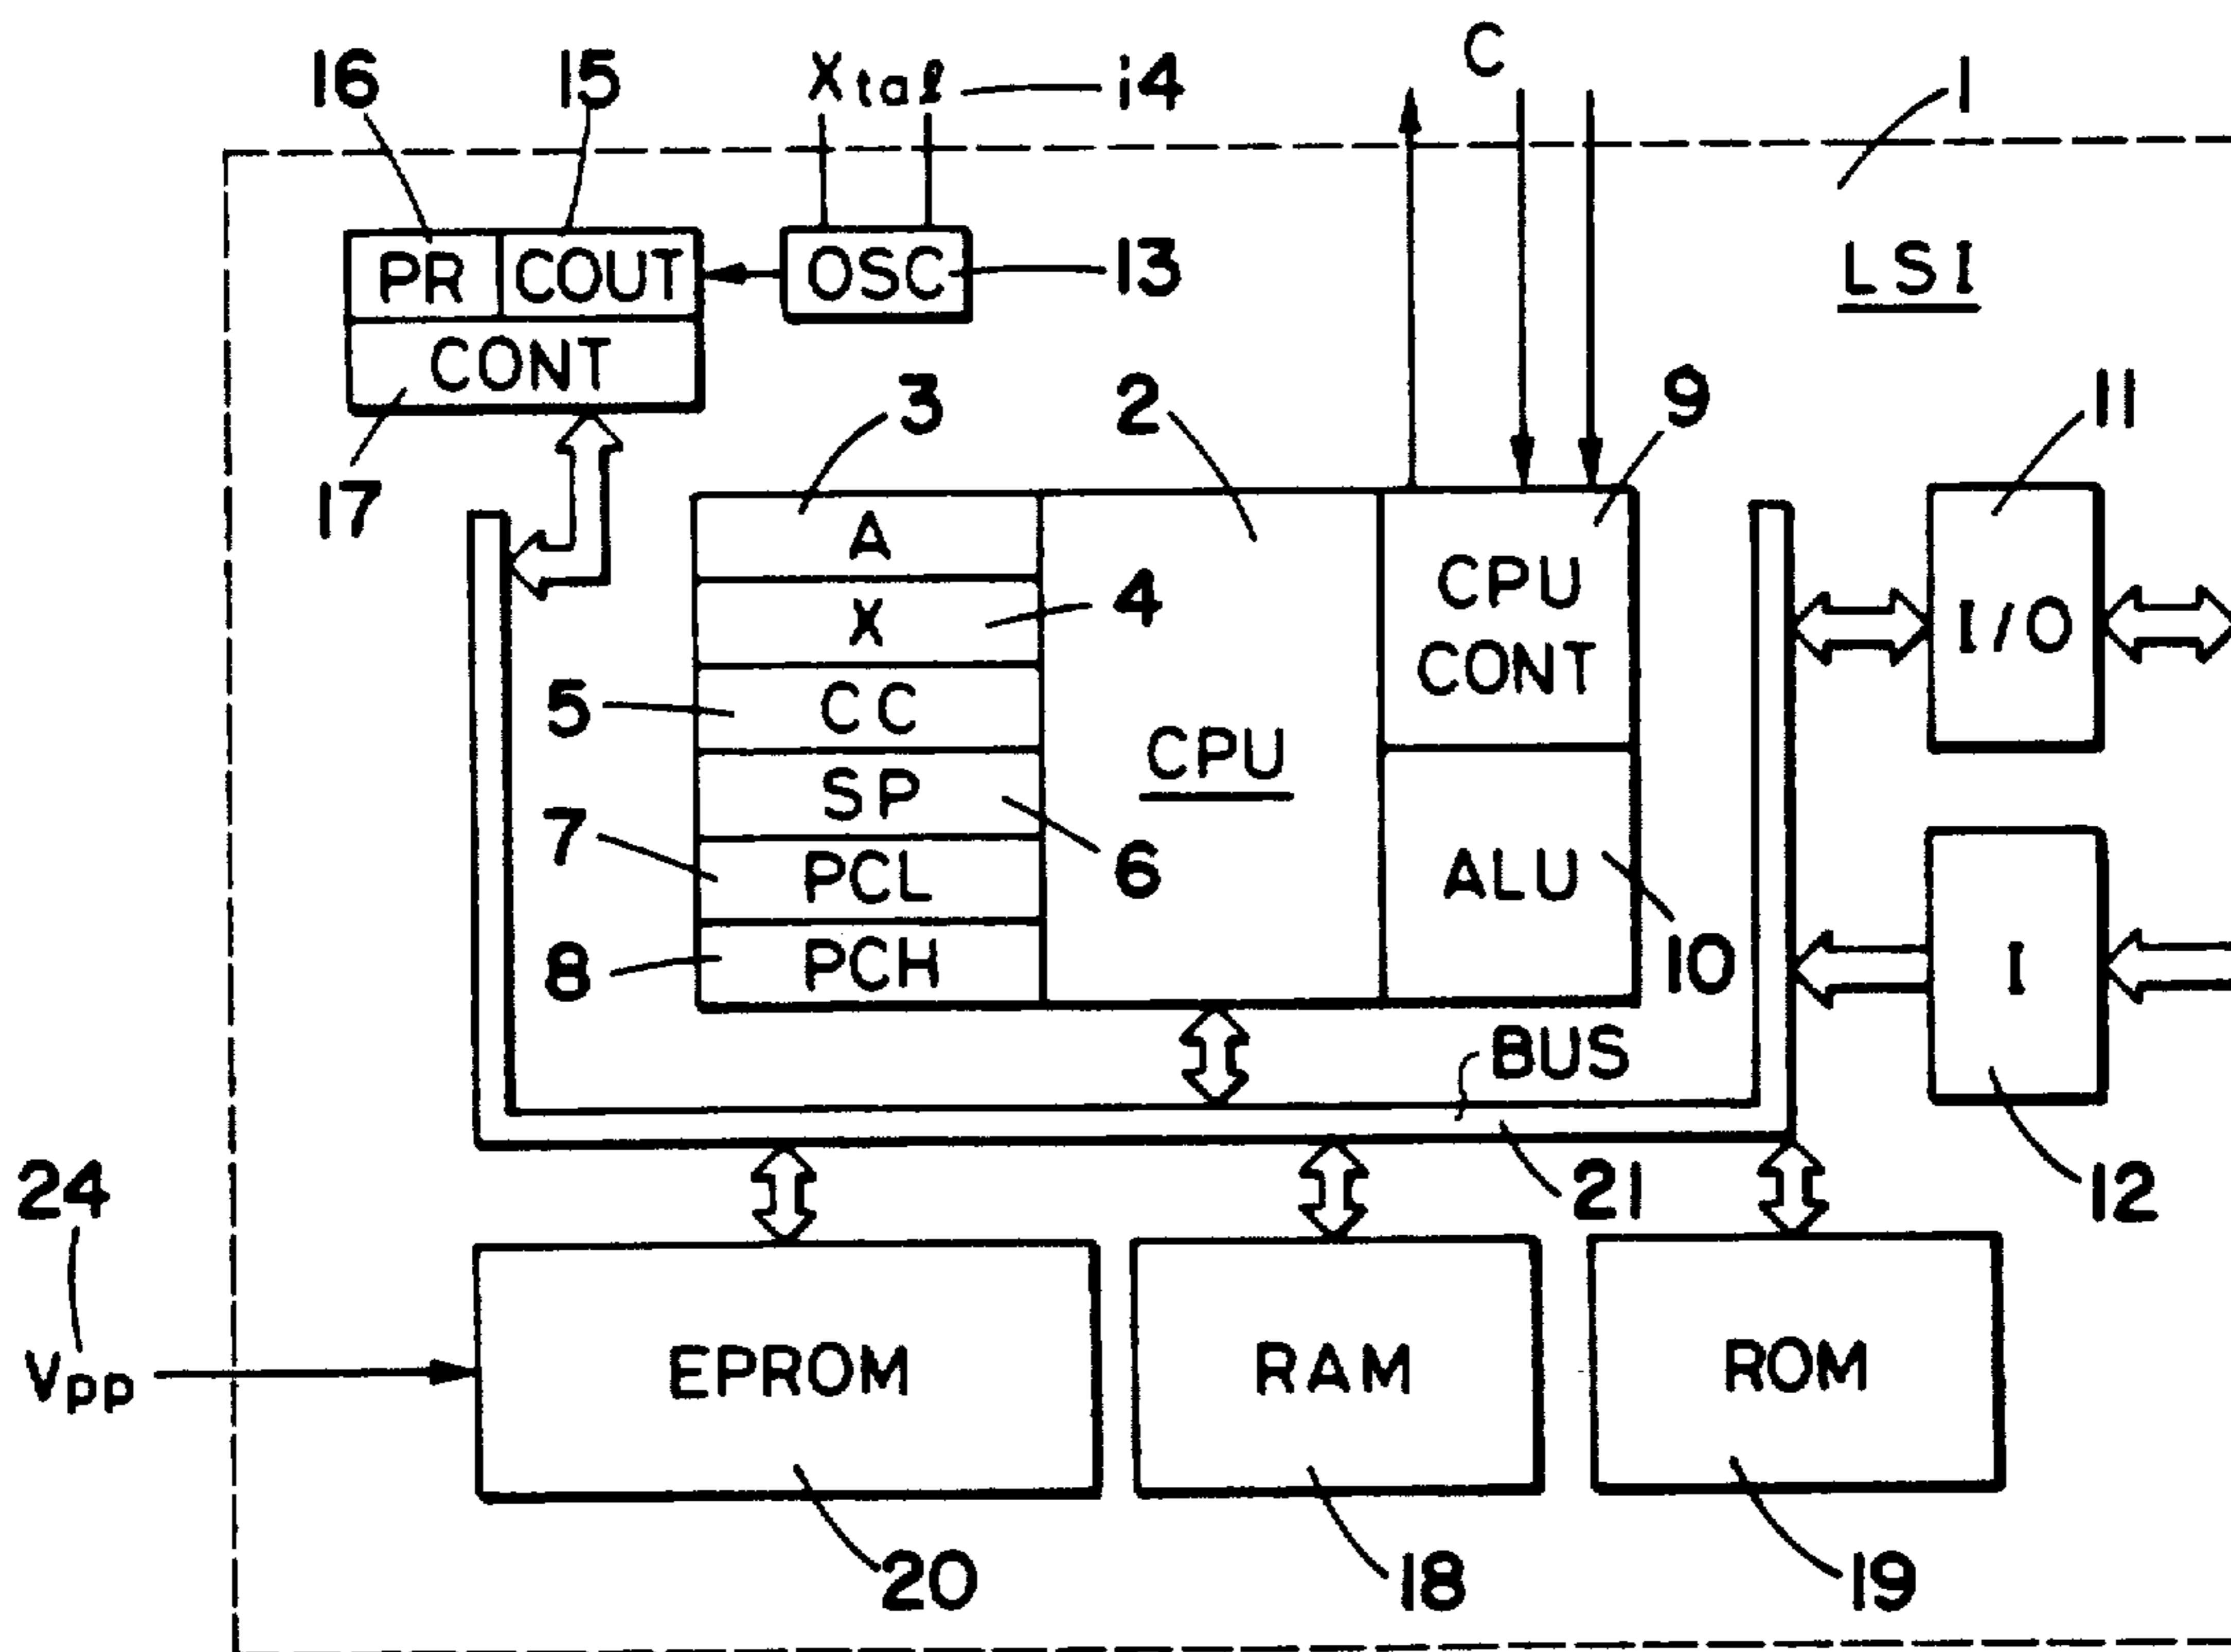 16 15 Xtal i4 C 1
PR COUT OSC 13 LSI
CONT
17
3 2 9 11
A
X 4 CPU CONT I/O
5 CC
SP 6 CPU
7 PCL ALU
8 PCH 10 I
BUS
21 12
24
Vpp EPROM RAM ROM
20 18 19